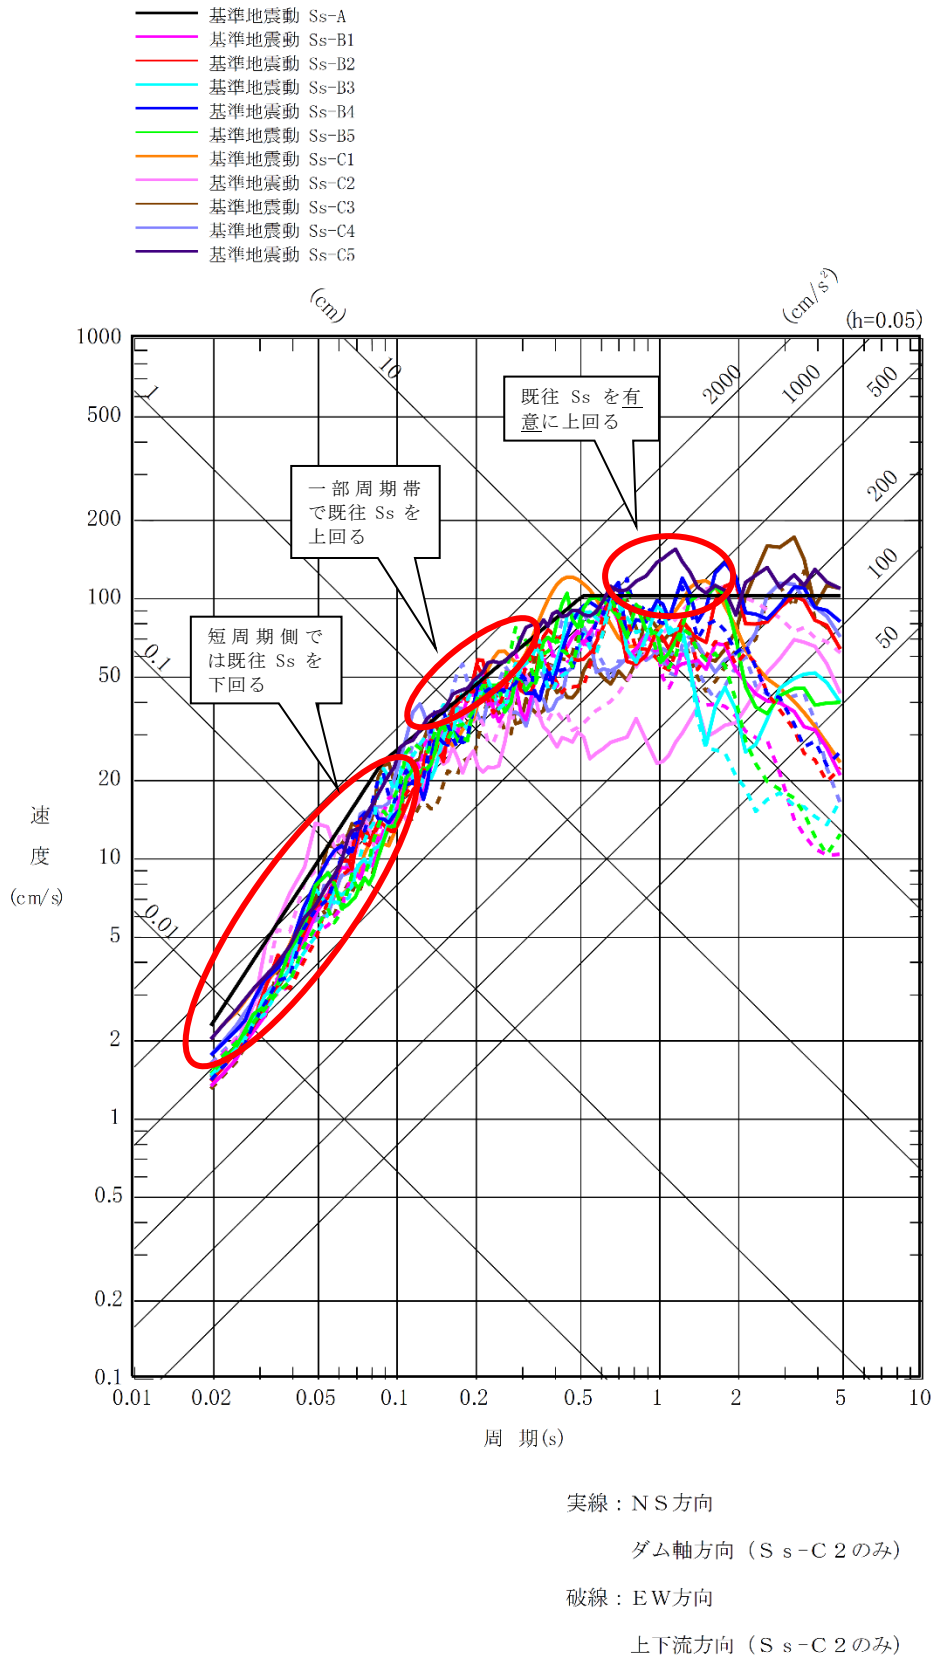 基準地震動 Ss-A
基準地震動 Ss-B1
基準地震動 Ss-B2
基準地震動 Ss-B3
基準地震動 Ss-B4
基準地震動 Ss-B5
基準地震動 Ss-C1
基準地震動 Ss-C2
基準地震動 Ss-C3
基準地震動 Ss-C4
基準地震動 Ss-C5
(cm)
(cm/s²)
(h=0.05)
1
10
2000
1000
500
200
100
50
0.1
0.01
既往 Ss を有
意に上回る
一部周期帯
で既往 Ss を
上回る
短周期側で
は既往 Ss を
下回る
1000
500
200
100
50
20
10
5
2
1
0.5
0.2
0.1
速
度
(cm/s)
0.01
0.02
0.05
0.1
0.2
0.5
1
2
5
10
周 期(s)
実線：ＮＳ方向
ダム軸方向（Ｓｓ−Ｃ２のみ）
破線：ＥＷ方向
上下流方向（Ｓｓ−Ｃ２のみ）